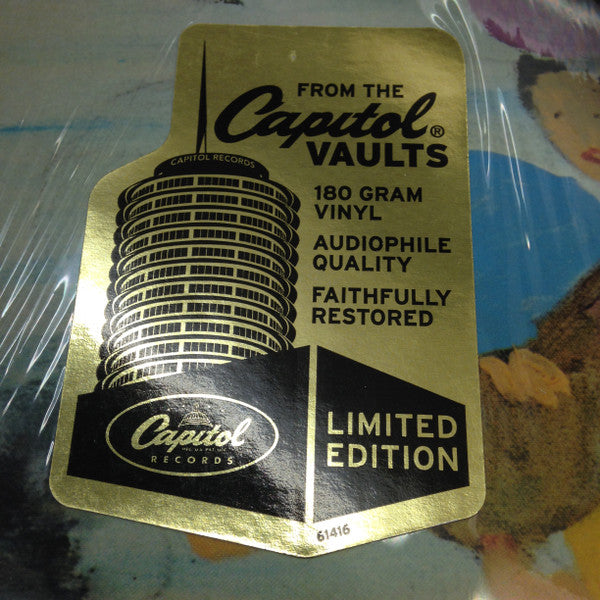 FROM THE
Capitol®
VAULTS
CAPITOL RECORDS
180 GRAM
VINYL
AUDIOPHILE
QUALITY
FAITHFULLY
RESTORED
Capitol
RECORDS
LIMITED
EDITION
61416